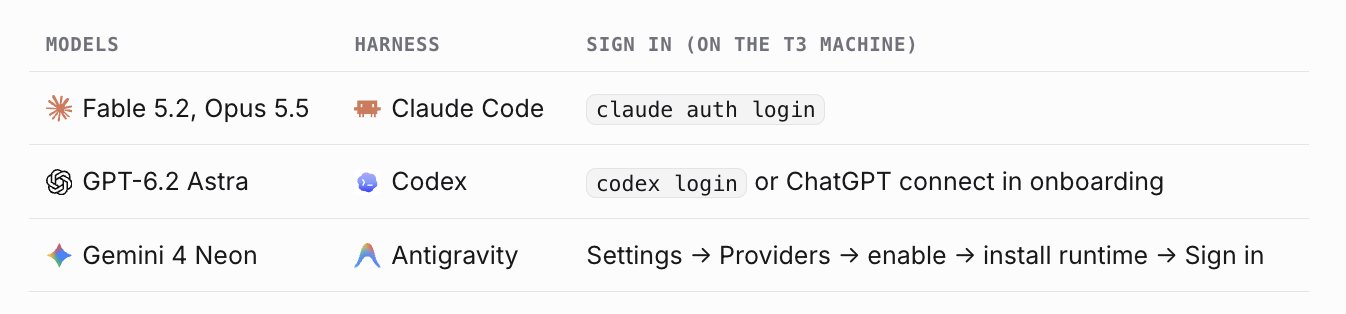 MODELS HARNESS SIGN IN (ON THE T3 MACHINE)
Fable 5.2, Opus 5.5 Claude Code claude auth login
GPT-6.2 Astra Codex codex login or ChatGPT connect in onboarding
Gemini 4 Neon Antigravity Settings → Providers → enable → install runtime → Sign in